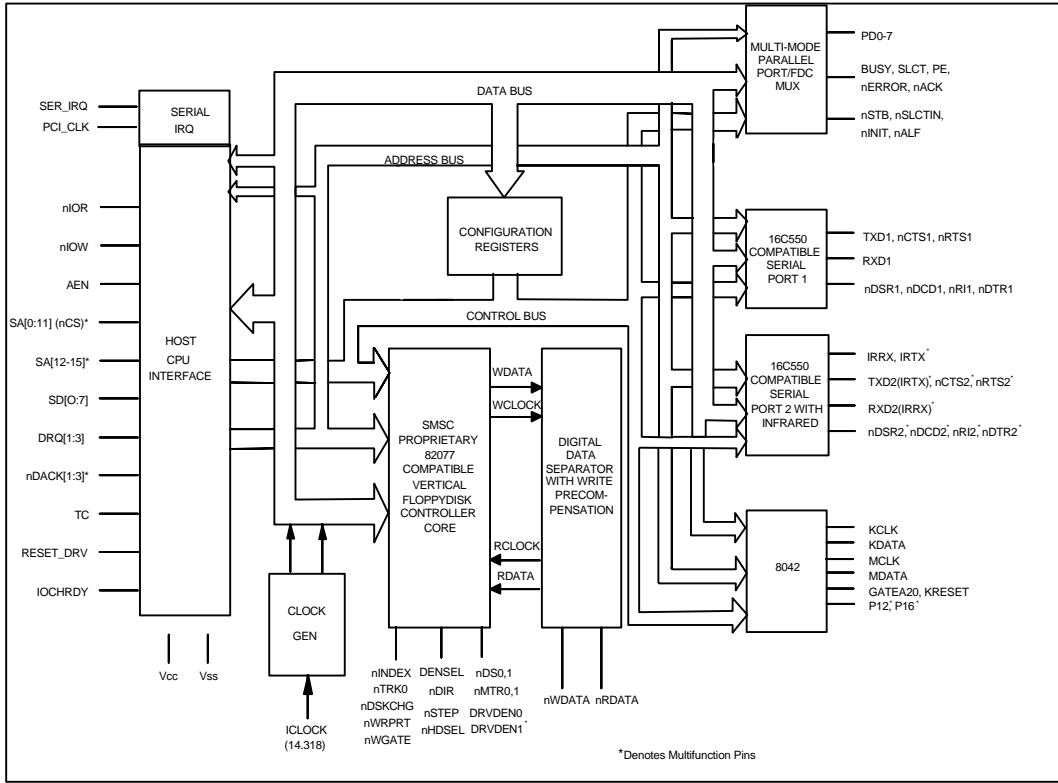 SER_IRQ
PCI_CLK
nIOR
nIOW
AEN
SA[0:11] (nCS)*
SA[12-15]*
SD[O:7]
DRQ[1:3]
nDACK[1:3]*
TC
RESET_DRV
IOCHRDY
SERIAL
IRQ
HOST
CPU
INTERFACE
Vcc
Vss
DATA BUS
ADDRESS BUS
CONFIGURATION
REGISTERS
CONTROL BUS
CLOCK
GEN
ICLOCK
(14.318)
SMSC
PROPRIETARY
82077
COMPATIBLE
VERTICAL
FLOPPYDISK
CONTROLLER
CORE
WDATA
WCLOCK
RCLOCK
RDATA
DIGITAL
DATA
SEPARATOR
WITH WRITE
PRECOM-
PENSATION
nINDEX
nTRK0
nDSKCHG
nWRPRT
nWGATE
DENSEL
nDIR
nSTEP
nHDSEL
nDS0,1
nMTR0,1
DRVDEN0
DRVDEN1*
nWDATA
nRDATA
MULTI-MODE
PARALLEL
PORT/FDC
MUX
PD0-7
BUSY, SLCT, PE,
nERROR, nACK
nSTB, nSLCTIN,
nINIT, nALF
16C550
COMPATIBLE
SERIAL
PORT 1
TXD1, nCTS1, nRTS1
RXD1
nDSR1, nDCD1, nRI1, nDTR1
16C550
COMPATIBLE
SERIAL
PORT 2 WITH
INFRARED
IRRX, IRTX*
TXD2(IRTX)*, nCTS2*, nRTS2*
RXD2(IRRX)*
nDSR2*, nDCD2*, nRI2*, nDTR2*
8042
KCLK
KDATA
MCLK
MDATA
GATEA20, KRESET
P12*, P16*
*Denotes Multifunction Pins